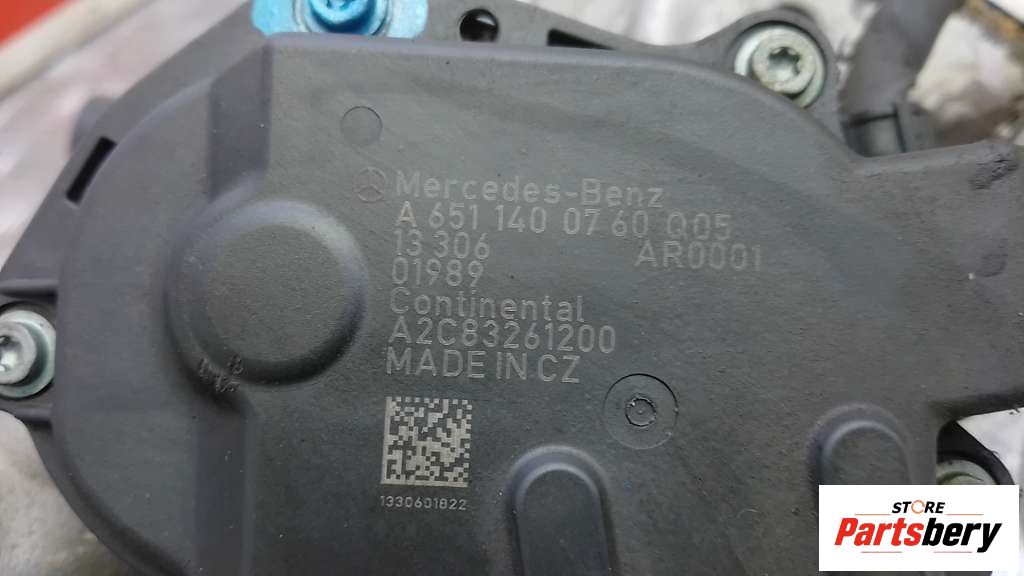 Mercedes-Benz
A 651 140 07 60 Q05
13 306 AR0001
01989
Continental
A2C83261200
MADE IN CZ
1330601822
STORE
Partsbery